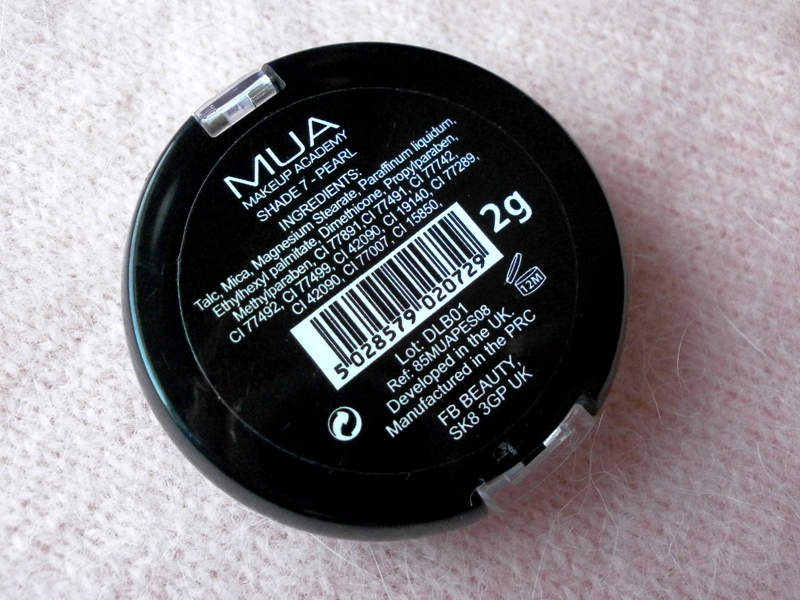 MUA
MAKEUP ACADEMY
SHADE 7 - PEARL
INGREDIENTS:
Talc, Mica, Magnesium Stearate, Paraffinum liquidum,
Ethylhexyl palmitate, Dimethicone, Propylparaben,
Methylparaben, CI 77891, CI 77491, CI 77742,
CI 77492, CI 77499, CI 42090, CI 19140, CI 77289,
CI 42090, CI 77007, CI 15850,
5 028579 020729
2g
12M
Lot: DLB01
Ref: 85MUAPES08
Developed in the UK.
Manufactured in the PRC
FB BEAUTY,
SK8 3GP UK